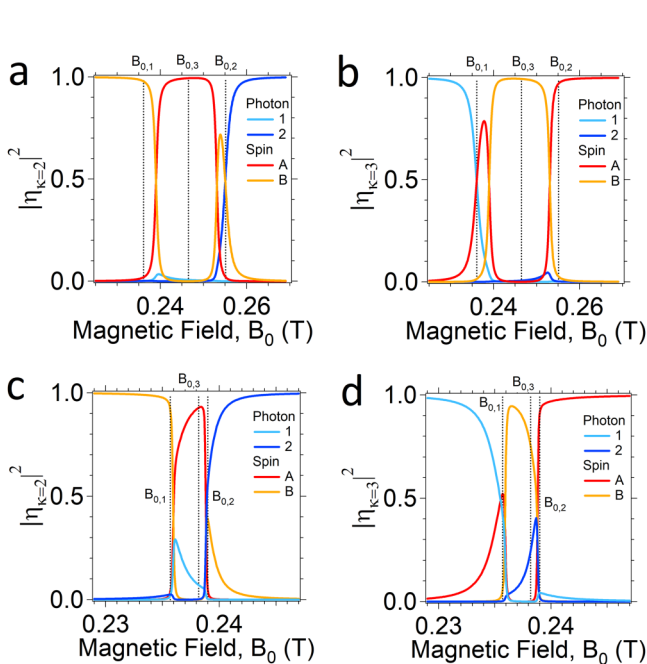 a
B0,1 B0,3 B0,2
1.0
0.5
0.0
|ηκ=2|²
Photon
1
2
Spin
A
B
0.24 0.26
Magnetic Field, B0 (T)
b
B0,1 B0,3 B0,2
1.0
0.5
0.0
|ηκ=3|²
Photon
1
2
Spin
A
B
0.24 0.26
Magnetic Field, B0 (T)
c
B0,3
1.0
0.5
0.0
|ηκ=2|²
B0,1
B0,2
Photon
1
2
Spin
A
B
0.23 0.24
Magnetic Field, B0 (T)
d
B0,3
1.0
0.5
0.0
|ηκ=3|²
B0,1
B0,2
Photon
1
2
Spin
A
B
0.23 0.24
Magnetic Field, B0 (T)